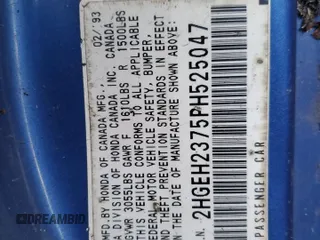 MFD. BY HONDA OF CANADA MFG.,
A DIVISION OF HONDA CANADA INC. CANADA
02/'93
GVWR 3055LBS GAWR F 1610LBS R 1500LBS
THIS VEHICLE CONFORMS TO ALL APPLICABLE
FEDERAL MOTOR VEHICLE SAFETY, BUMPER,
AND THEFT PREVENTION STANDARDS IN EFFECT
ON THE DATE OF MANUFACTURE SHOWN ABOVE.
2HGEH2375PH525047
PASSENGER CAR
BIDFAX